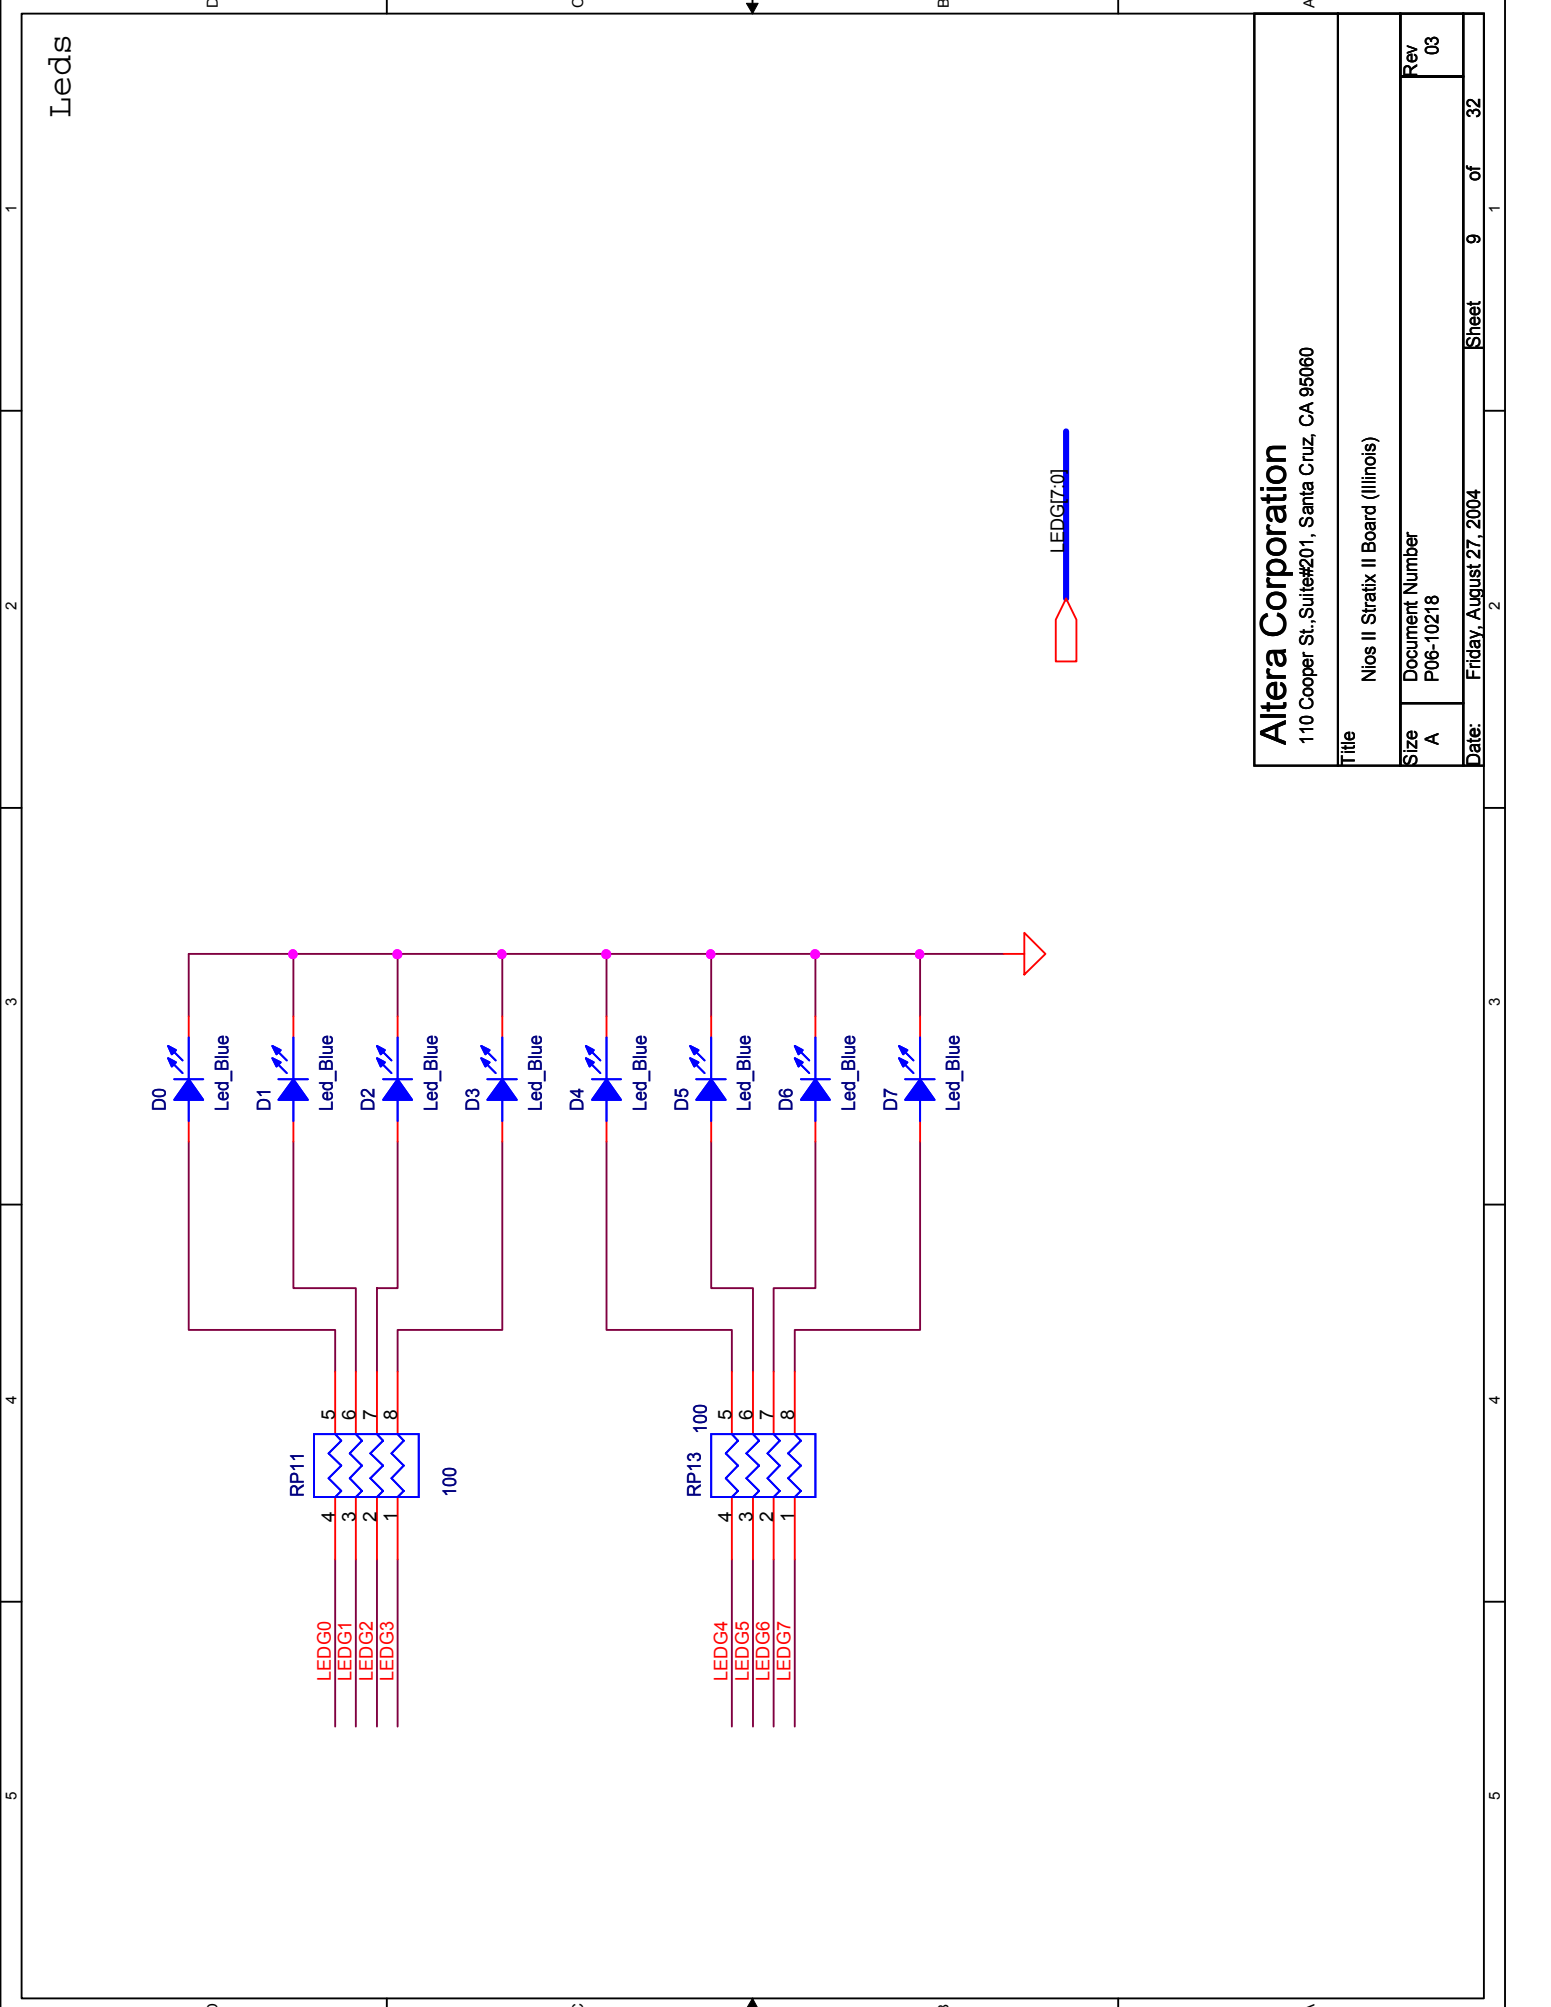 Leds
D0
Led_Blue
D1
Led_Blue
D2
Led_Blue
D3
Led_Blue
D4
Led_Blue
D5
Led_Blue
D6
Led_Blue
D7
Led_Blue
RP11
100
4 5
3 6
2 7
1 8
LEDG0
LEDG1
LEDG2
LEDG3
RP13
100
4 5
3 6
2 7
1 8
LEDG4
LEDG5
LEDG6
LEDG7
LEDG[7:0]
Altera Corporation
110 Cooper St.,Suite#201, Santa Cruz, CA 95060
Title
Nios II Stratix II Board (Illinois)
Size Document Number Rev
A P06-10218 03
Date: Friday, August 27, 2004 Sheet 9 of 32
5 4 3 2 1
5 4 3 2 1
D
C
B
A